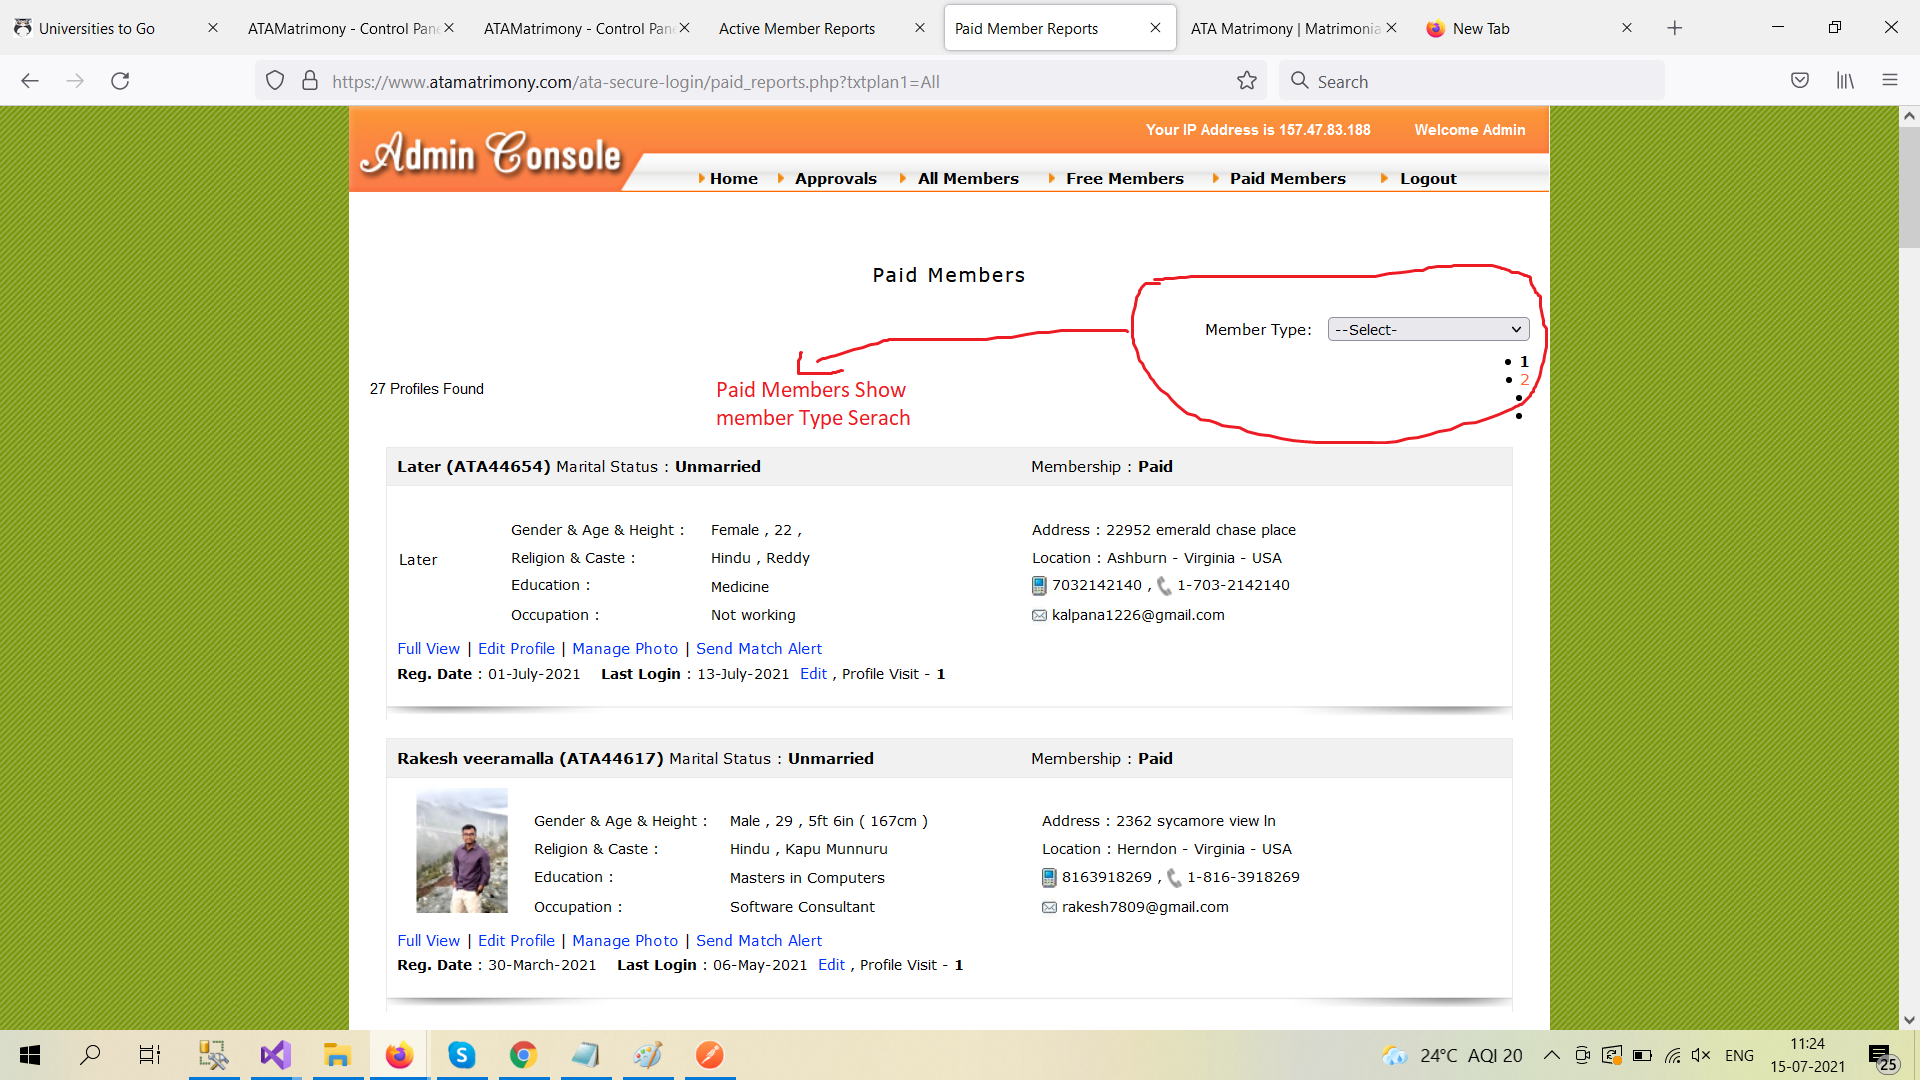 Universities to Go
ATAMatrimony - Control Pane
ATAMatrimony - Control Pane
Active Member Reports
Paid Member Reports
ATA Matrimony | Matrimonia
New Tab
https://www.atamatrimony.com/ata-secure-login/paid_reports.php?txtplan1=All
Search
Admin Console
Your IP Address is 157.47.83.188
Welcome Admin
Home
Approvals
All Members
Free Members
Paid Members
Logout
Paid Members
Member Type: --Select-
1
2
27 Profiles Found
Paid Members Show
member Type Serach
Later (ATA44654) Marital Status : Unmarried
Membership : Paid
Later
Gender & Age & Height : Female , 22 ,
Religion & Caste : Hindu , Reddy
Education : Medicine
Occupation : Not working
Address : 22952 emerald chase place
Location : Ashburn - Virginia - USA
7032142140 , 1-703-2142140
kalpana1226@gmail.com
Full View | Edit Profile | Manage Photo | Send Match Alert
Reg. Date : 01-July-2021 Last Login : 13-July-2021 Edit , Profile Visit - 1
Rakesh veeramalla (ATA44617) Marital Status : Unmarried
Membership : Paid
Gender & Age & Height : Male , 29 , 5ft 6in ( 167cm )
Religion & Caste : Hindu , Kapu Munnuru
Education : Masters in Computers
Occupation : Software Consultant
Address : 2362 sycamore view ln
Location : Herndon - Virginia - USA
8163918269 , 1-816-3918269
rakesh7809@gmail.com
Full View | Edit Profile | Manage Photo | Send Match Alert
Reg. Date : 30-March-2021 Last Login : 06-May-2021 Edit , Profile Visit - 1
24°C AQI 20
ENG
11:24
15-07-2021
25